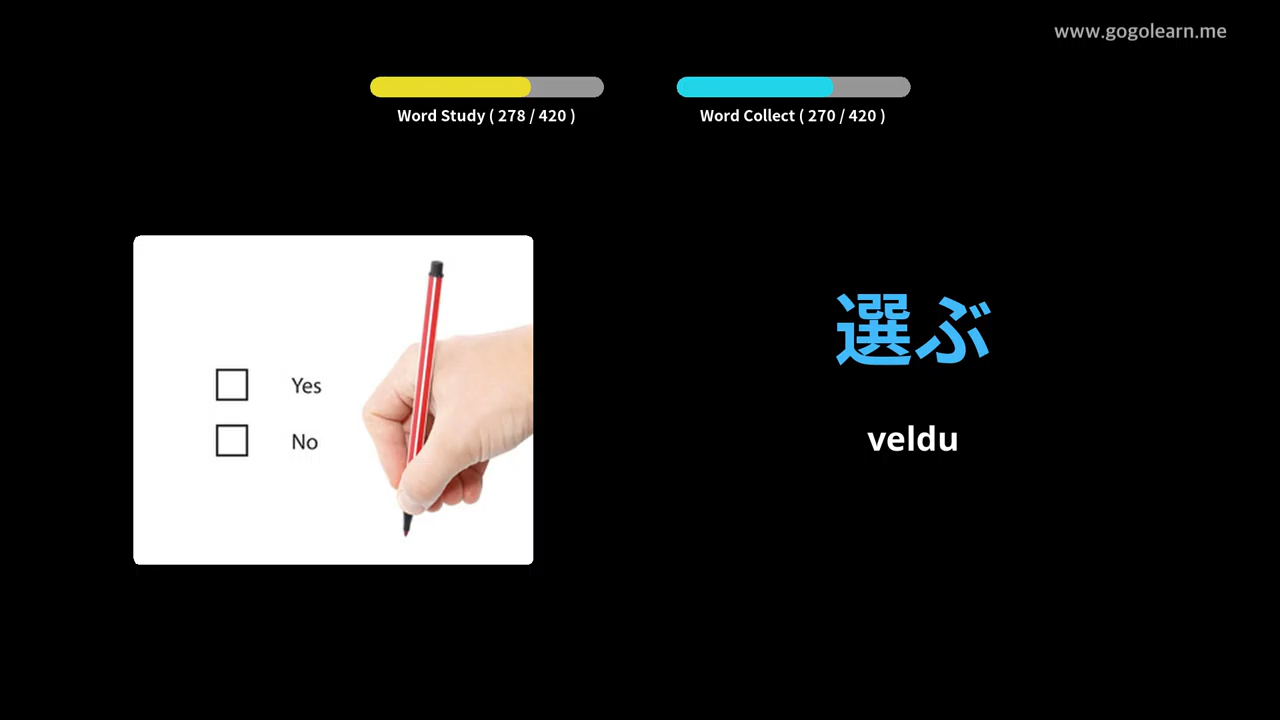 www.gogolearn.me
Word Study ( 278 / 420 )
Word Collect ( 270 / 420 )
Yes
No
選ぶ
veldu